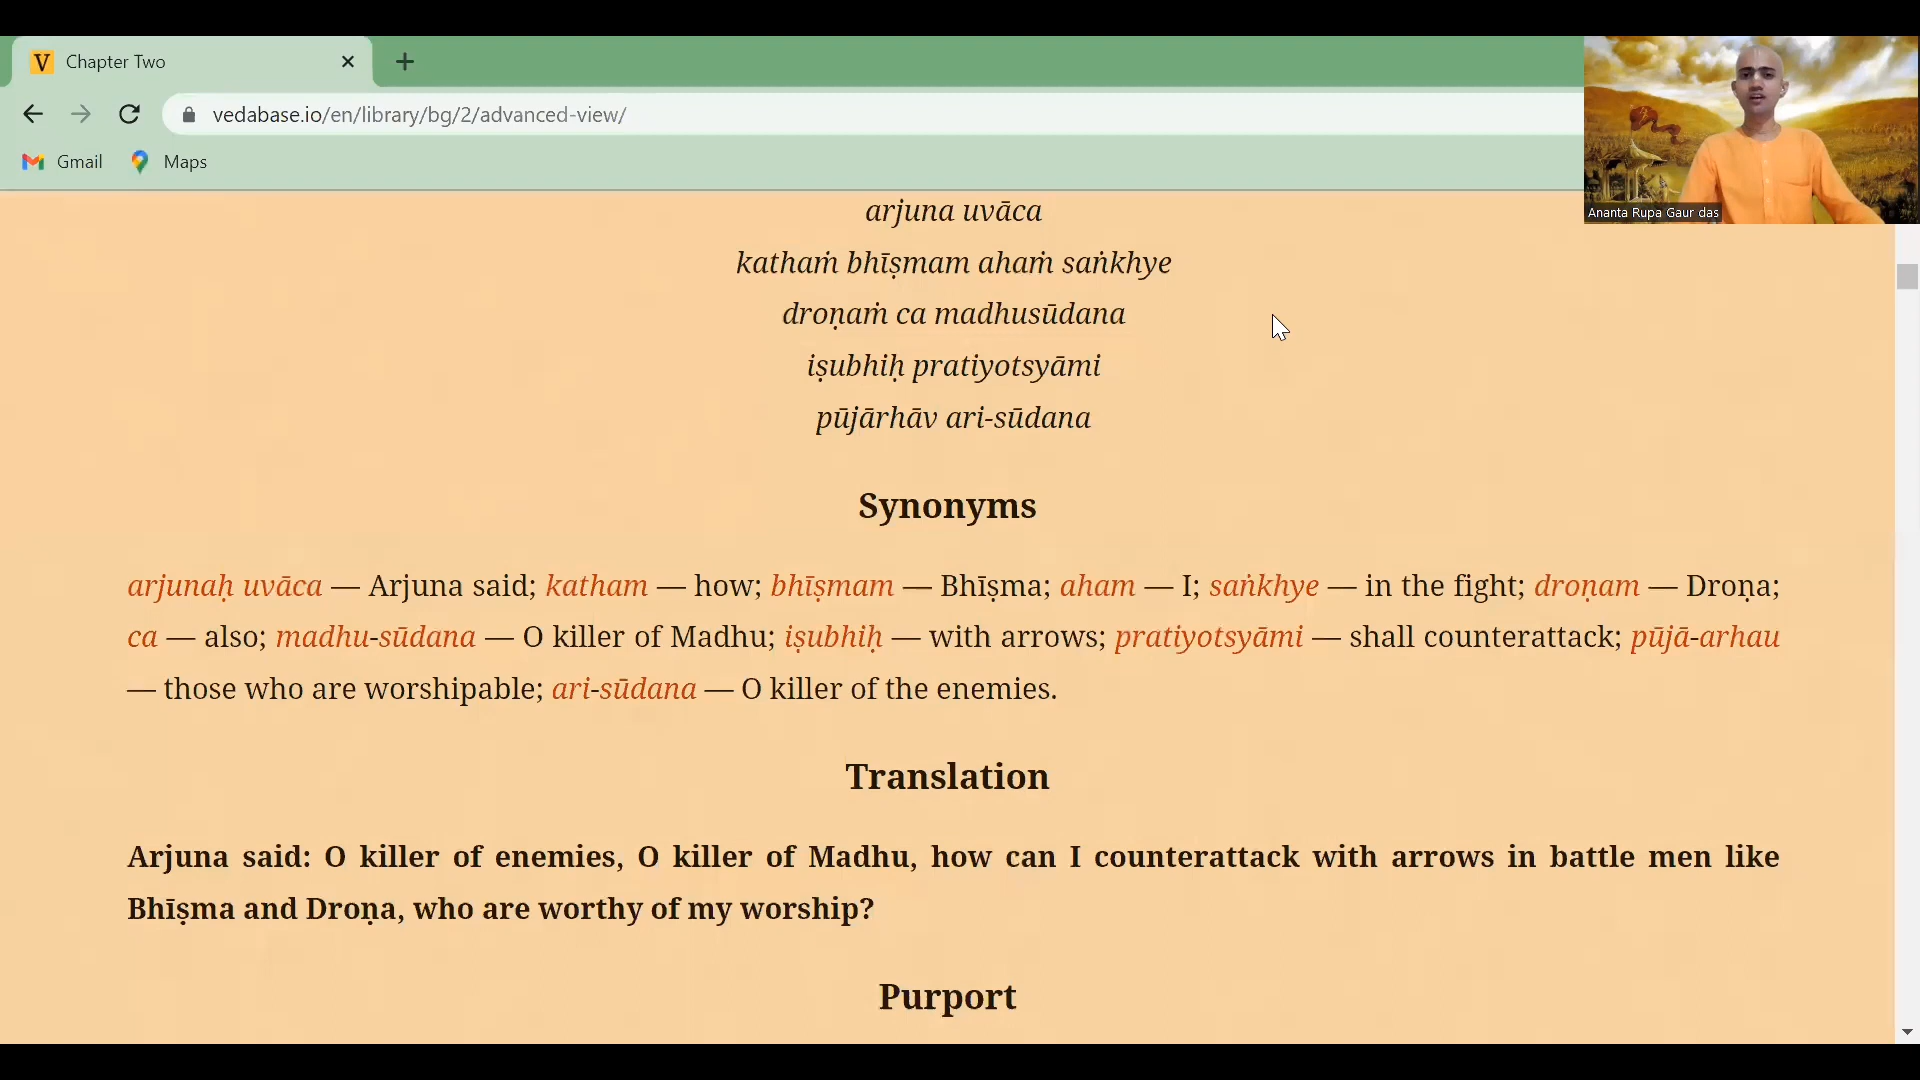 V Chapter Two
vedabase.io/en/library/bg/2/advanced-view/
Gmail Maps
Ananta Rupa Gaur das
arjuna uvāca
kathaṁ bhīṣmam ahaṁ saṅkhye
droṇaṁ ca madhusūdana
iṣubhiḥ pratiyotsyāmi
pūjārhāv ari-sūdana
Synonyms
arjunaḥ uvāca — Arjuna said; katham — how; bhīṣmam — Bhīṣma; aham — I; saṅkhye — in the fight; droṇam — Droṇa;
ca — also; madhu-sūdana — O killer of Madhu; iṣubhiḥ — with arrows; pratiyotsyāmi — shall counterattack; pūjā-arhau
— those who are worshipable; ari-sūdana — O killer of the enemies.
Translation
Arjuna said: O killer of enemies, O killer of Madhu, how can I counterattack with arrows in battle men like
Bhīṣma and Droṇa, who are worthy of my worship?
Purport